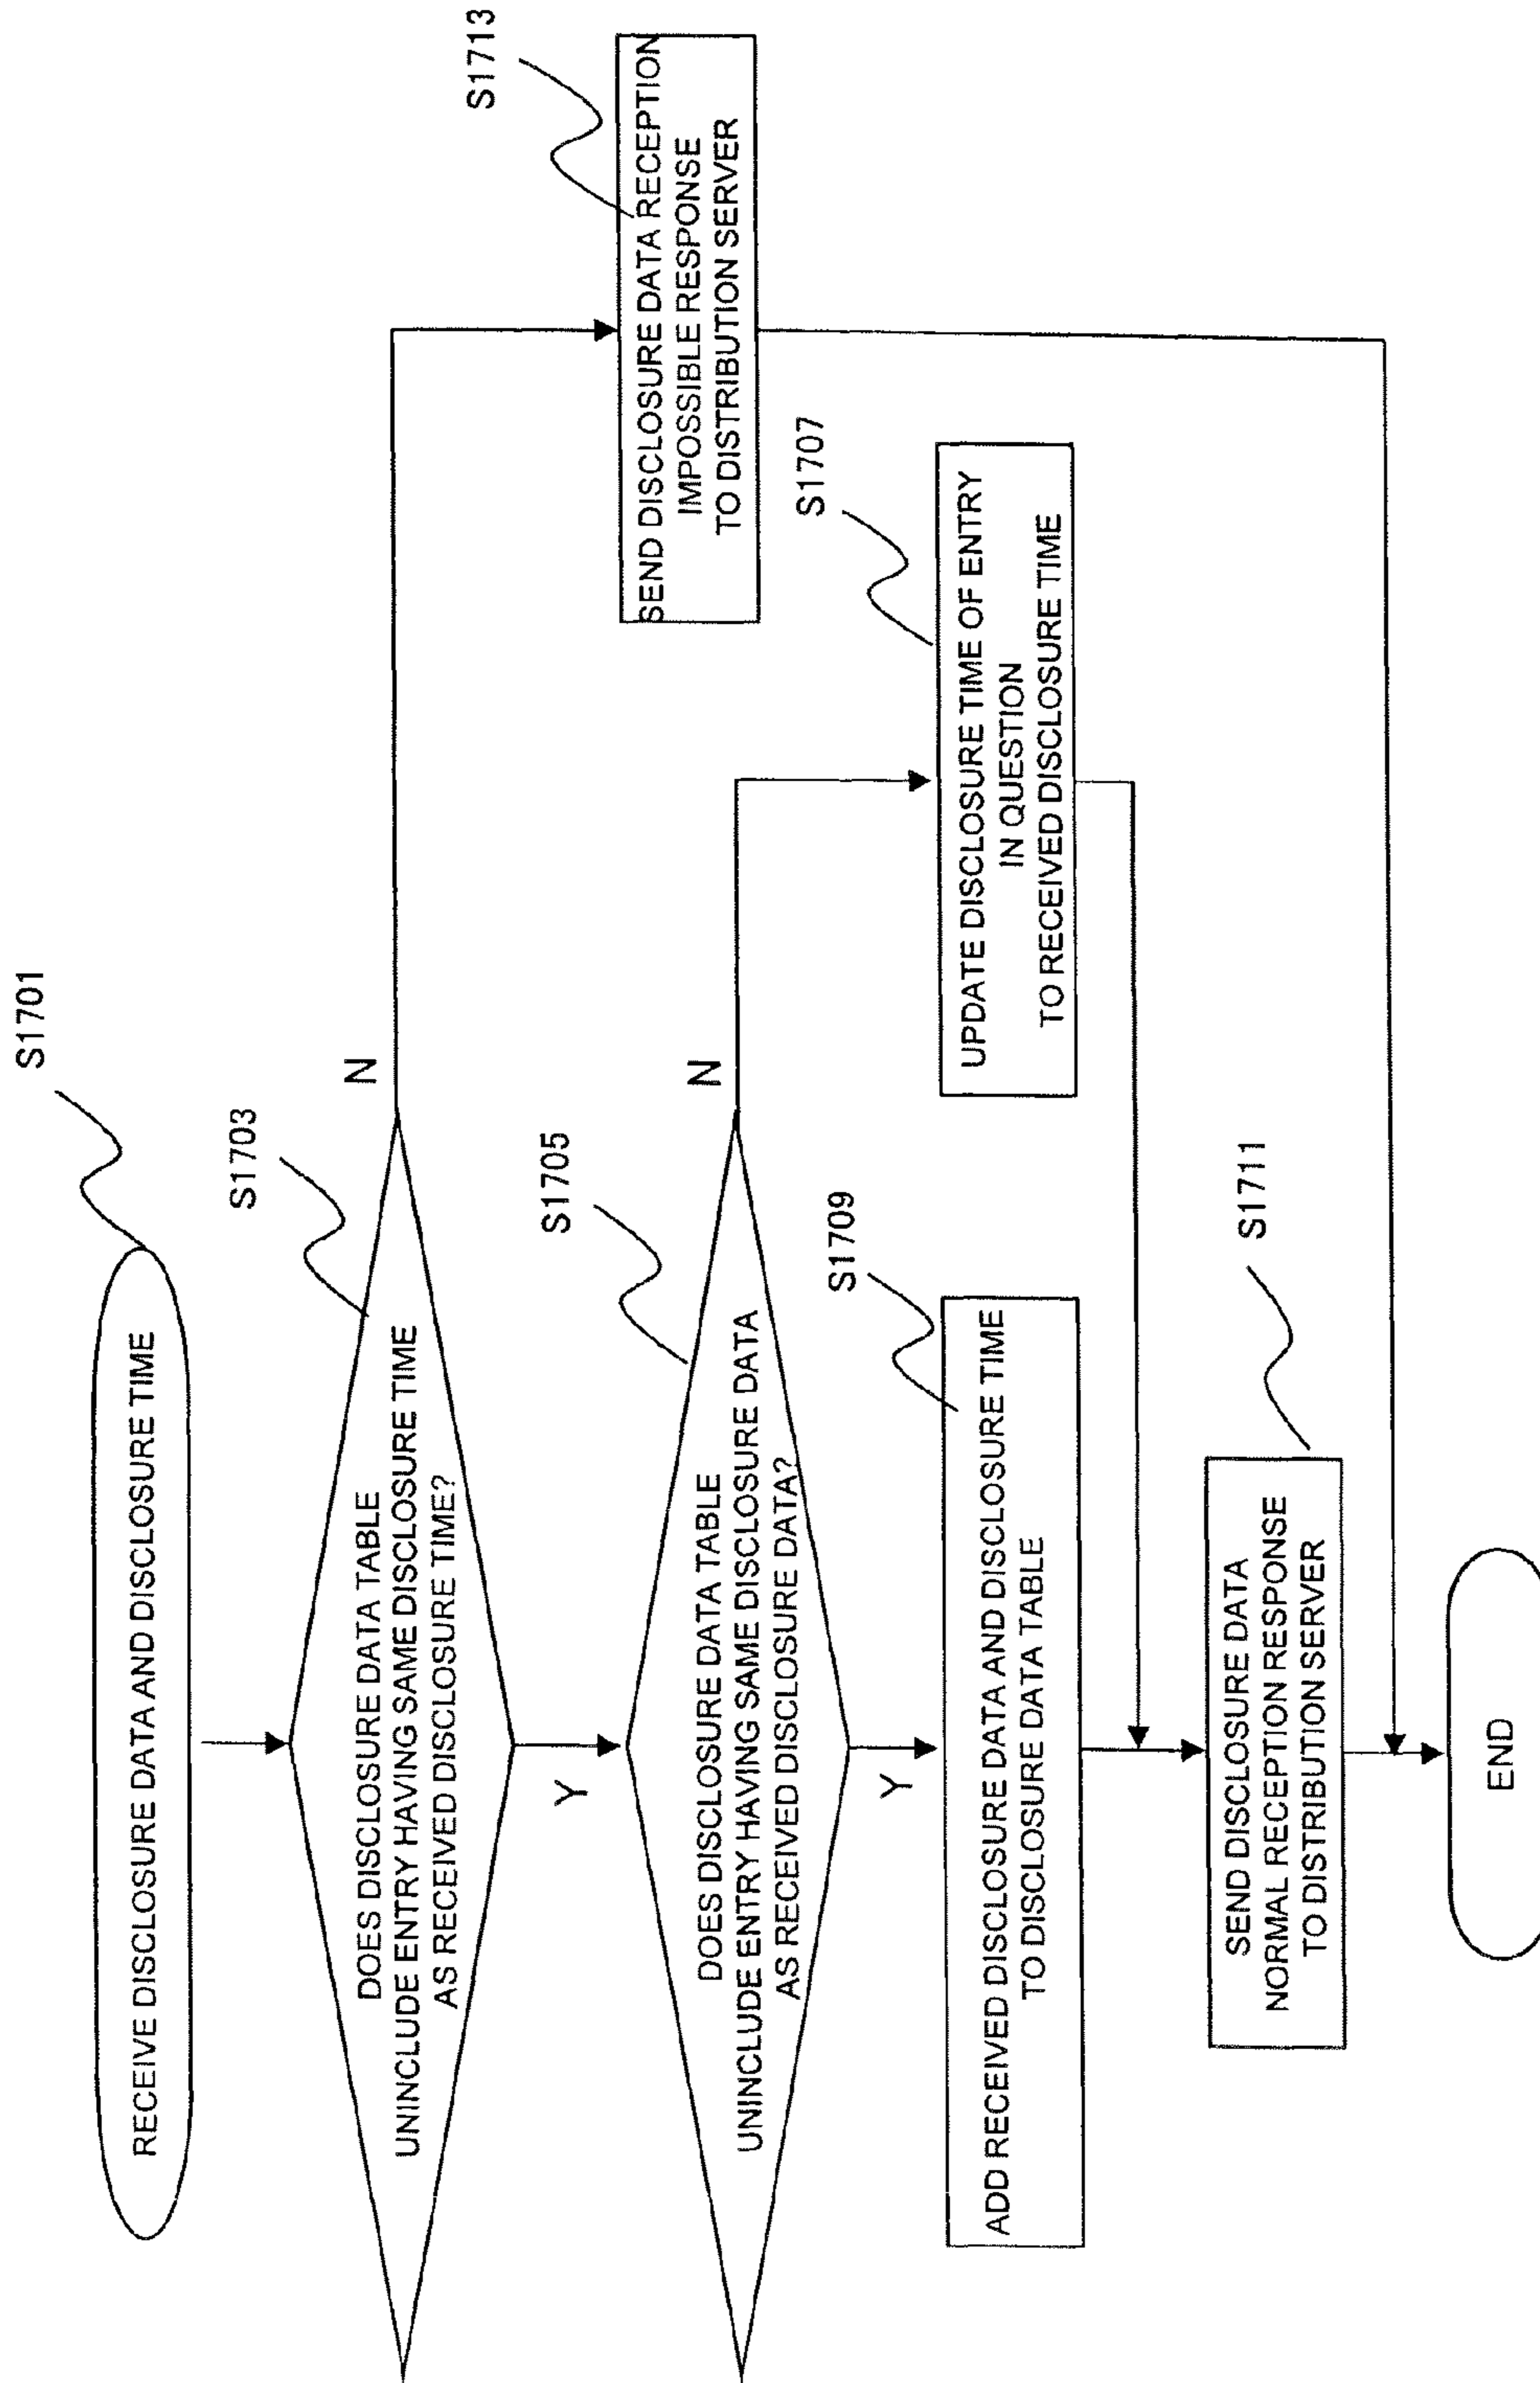 S1701
RECEIVE DISCLOSURE DATA AND DISCLOSURE TIME
S1703
DOES DISCLOSURE DATA TABLE
UNINCLUDE ENTRY HAVING SAME DISCLOSURE TIME
AS RECEIVED DISCLOSURE TIME?
N
Y
S1713
SEND DISCLOSURE DATA RECEPTION
IMPOSSIBLE RESPONSE
TO DISTRIBUTION SERVER
S1705
DOES DISCLOSURE DATA TABLE
UNINCLUDE ENTRY HAVING SAME DISCLOSURE DATA
AS RECEIVED DISCLOSURE DATA?
N
Y
S1707
UPDATE DISCLOSURE TIME OF ENTRY
IN QUESTION
TO RECEIVED DISCLOSURE TIME
S1709
ADD RECEIVED DISCLOSURE DATA AND DISCLOSURE TIME
TO DISCLOSURE DATA TABLE
S1711
SEND DISCLOSURE DATA
NORMAL RECEPTION RESPONSE
TO DISTRIBUTION SERVER
END